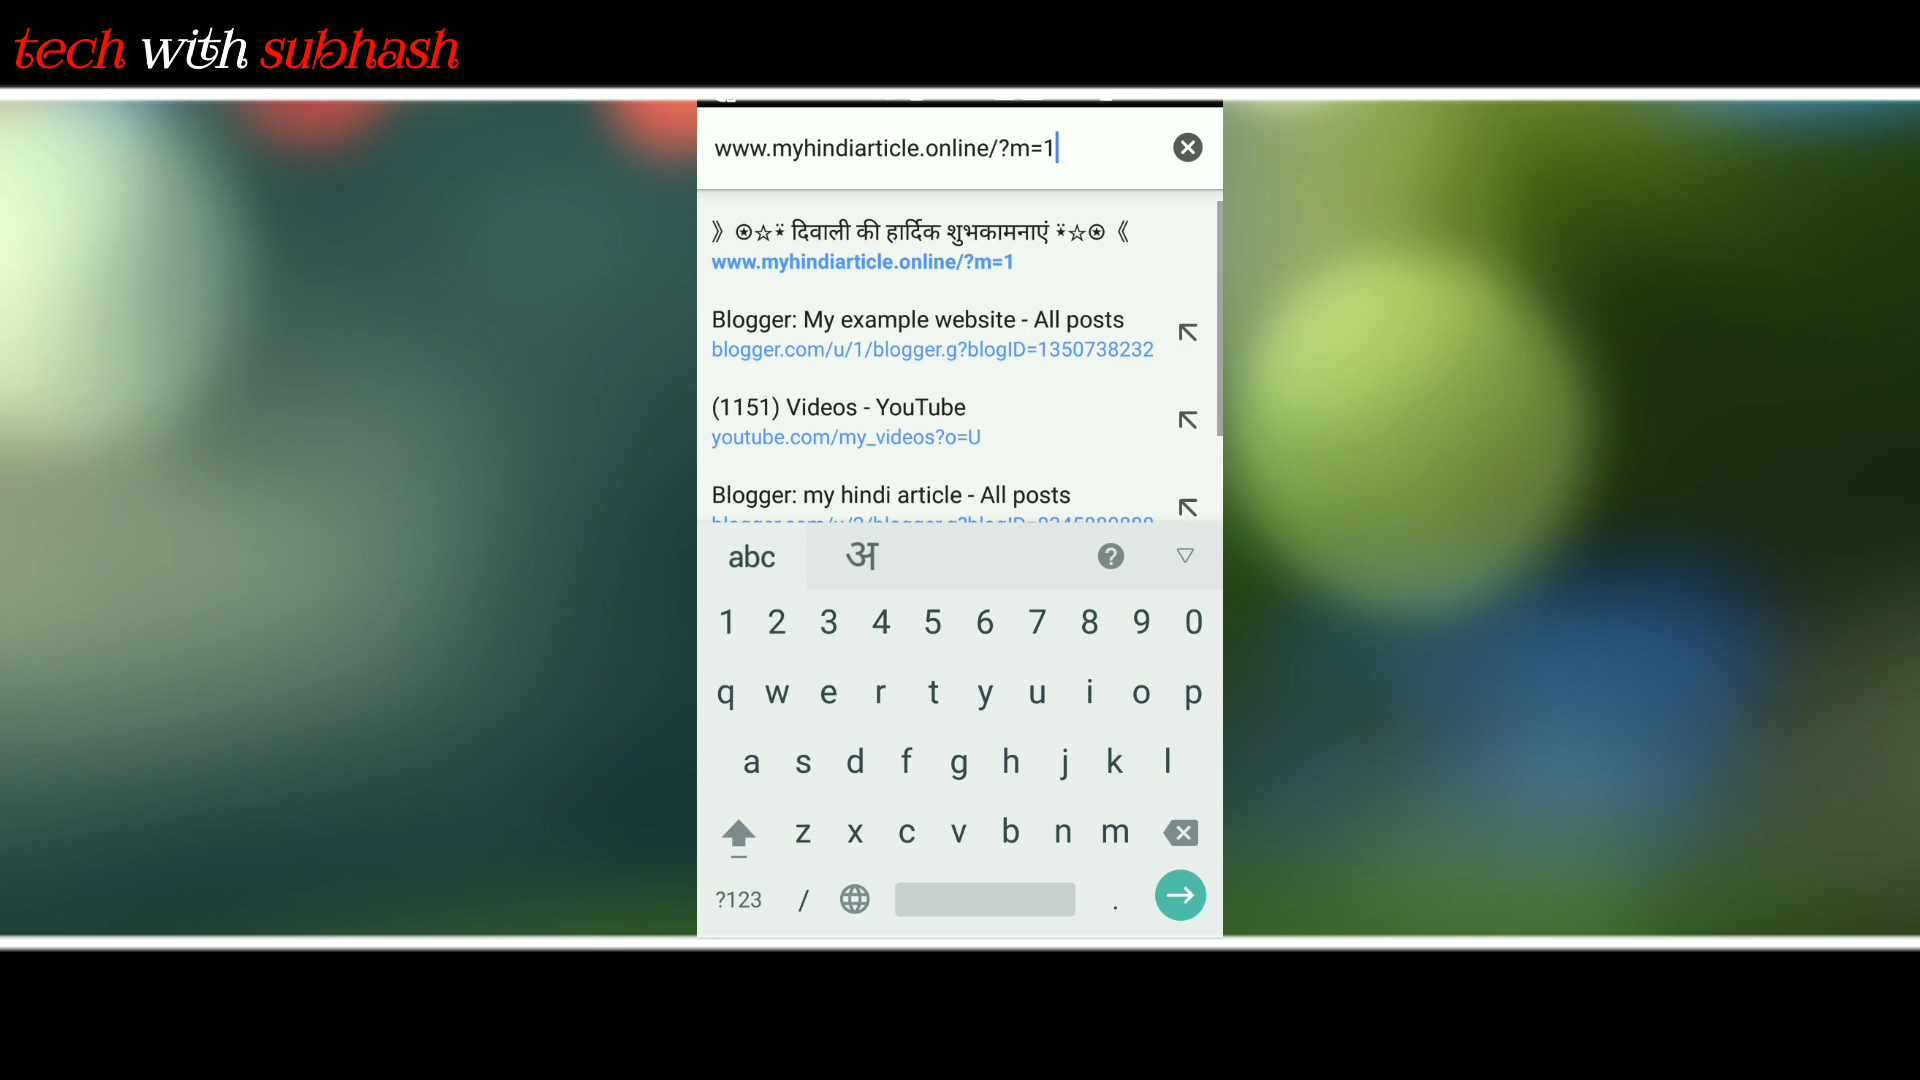 tech with subhash
www.myhindiarticle.online/?m=1
》⍟☆⍣ दिवाली की हार्दिक शुभकामनाएं ⍣☆⍟《
www.myhindiarticle.online/?m=1
Blogger: My example website - All posts
blogger.com/u/1/blogger.g?blogID=1350738232
(1151) Videos - YouTube
youtube.com/my_videos?o=U
Blogger: my hindi article - All posts
abc अ ?
1 2 3 4 5 6 7 8 9 0
q w e r t y u i o p
a s d f g h j k l
z x c v b n m
?123 / .